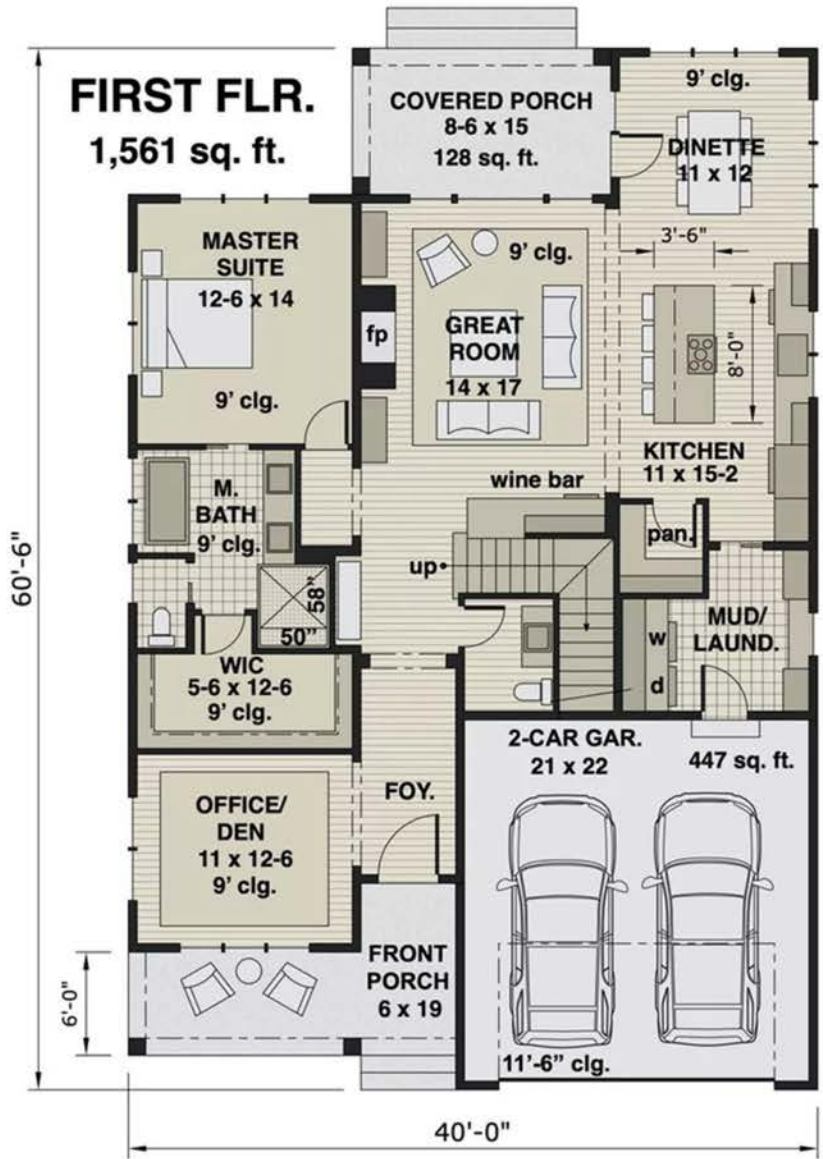 FIRST FLR.
1,561 sq. ft.
COVERED PORCH
8-6 x 15
128 sq. ft.
9' clg.
DINETTE
11 x 12
3'-6"
MASTER
SUITE
12-6 x 14
9' clg.
9' clg.
fp
GREAT
ROOM
14 x 17
8'-0"
KITCHEN
11 x 15-2
wine bar
pan.
M.
BATH
9' clg.
58"
50"
up
MUD/
LAUND.
w
d
WIC
5-6 x 12-6
9' clg.
60'-6"
2-CAR GAR.
21 x 22
447 sq. ft.
FOY.
OFFICE/
DEN
11 x 12-6
9' clg.
FRONT
PORCH
6 x 19
6'-0"
11'-6" clg.
40'-0"